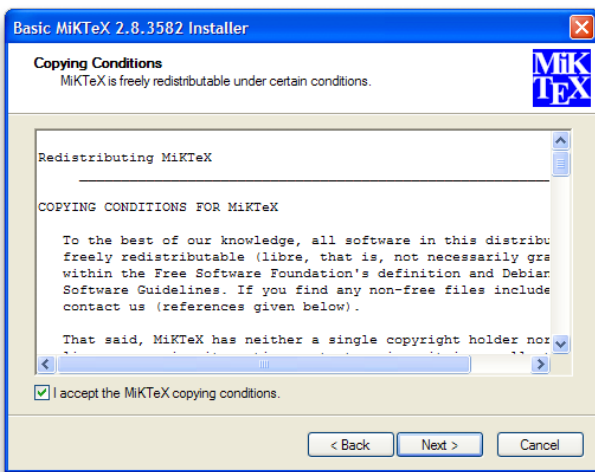 Basic MiKTeX 2.8.3582 Installer
Copying Conditions
MiKTeX is freely redistributable under certain conditions.
MiK
TEX
Redistributing MiKTeX
COPYING CONDITIONS FOR MiKTeX
To the best of our knowledge, all software in this distribu
freely redistributable (libre, that is, not necessarily gra
within the Free Software Foundation's definition and Debian
Software Guidelines. If you find any non-free files include
contact us (references given below).
That said, MiKTeX has neither a single copyright holder nor
I accept the MiKTeX copying conditions.
< Back
Next >
Cancel